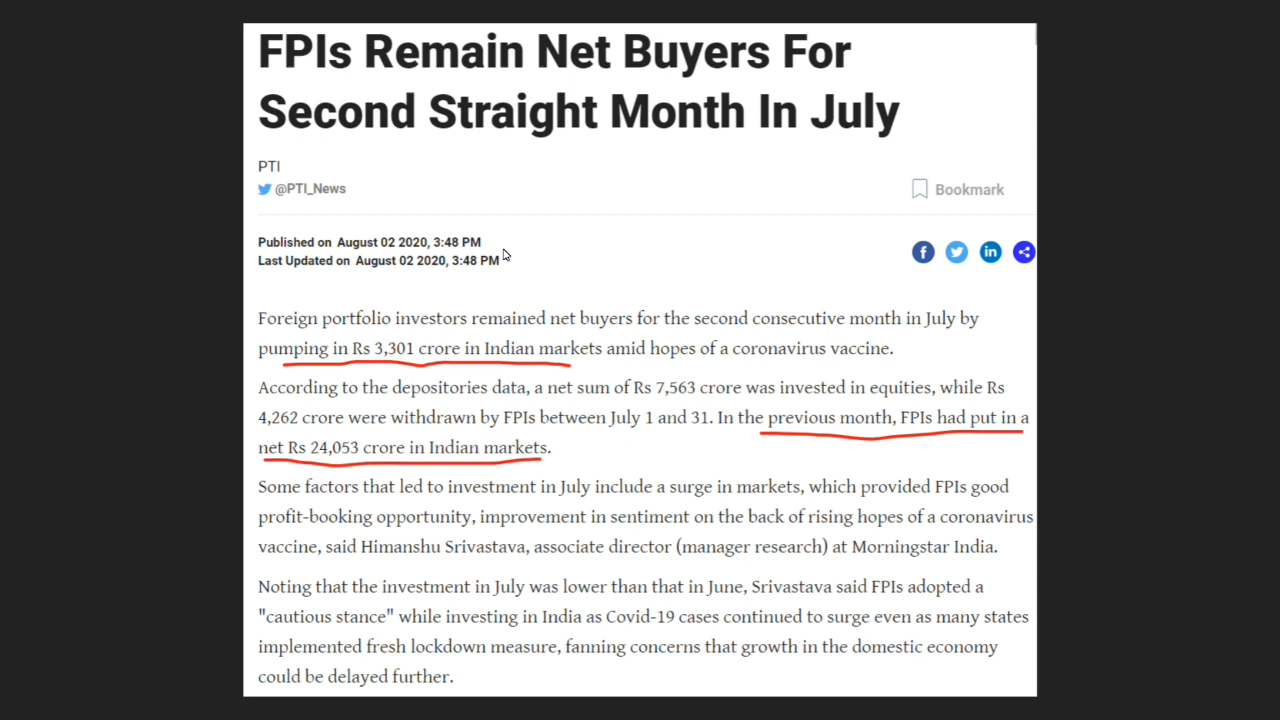 FPIs Remain Net Buyers For
Second Straight Month In July
PTI
@PTI_News
Bookmark
Published on August 02 2020, 3:48 PM
Last Updated on August 02 2020, 3:48 PM
Foreign portfolio investors remained net buyers for the second consecutive month in July by
pumping in Rs 3,301 crore in Indian markets amid hopes of a coronavirus vaccine.
According to the depositories data, a net sum of Rs 7,563 crore was invested in equities, while Rs
4,262 crore were withdrawn by FPIs between July 1 and 31. In the previous month, FPIs had put in a
net Rs 24,053 crore in Indian markets.
Some factors that led to investment in July include a surge in markets, which provided FPIs good
profit-booking opportunity, improvement in sentiment on the back of rising hopes of a coronavirus
vaccine, said Himanshu Srivastava, associate director (manager research) at Morningstar India.
Noting that the investment in July was lower than that in June, Srivastava said FPIs adopted a
"cautious stance" while investing in India as Covid-19 cases continued to surge even as many states
implemented fresh lockdown measure, fanning concerns that growth in the domestic economy
could be delayed further.